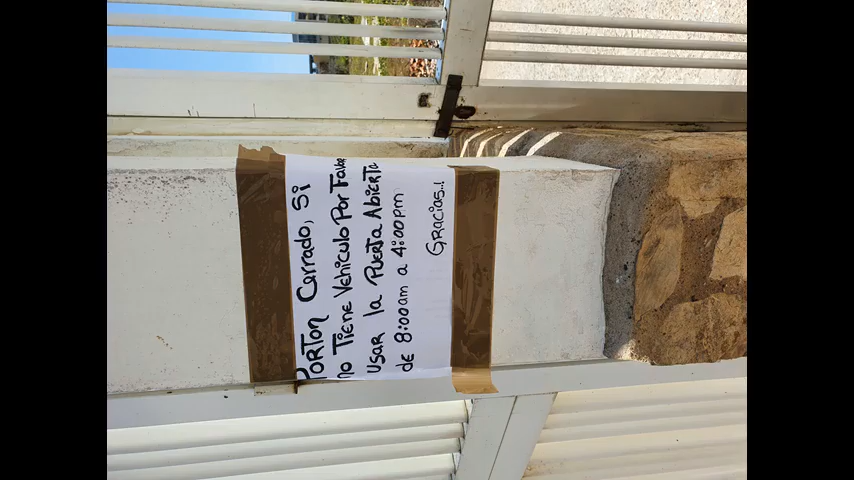 PORTON Cerrado, Si
no Tiene Vehiculo Por Favor
usar la Puerta Abierta
de 8:00am a 4:00pm
Gracias..!